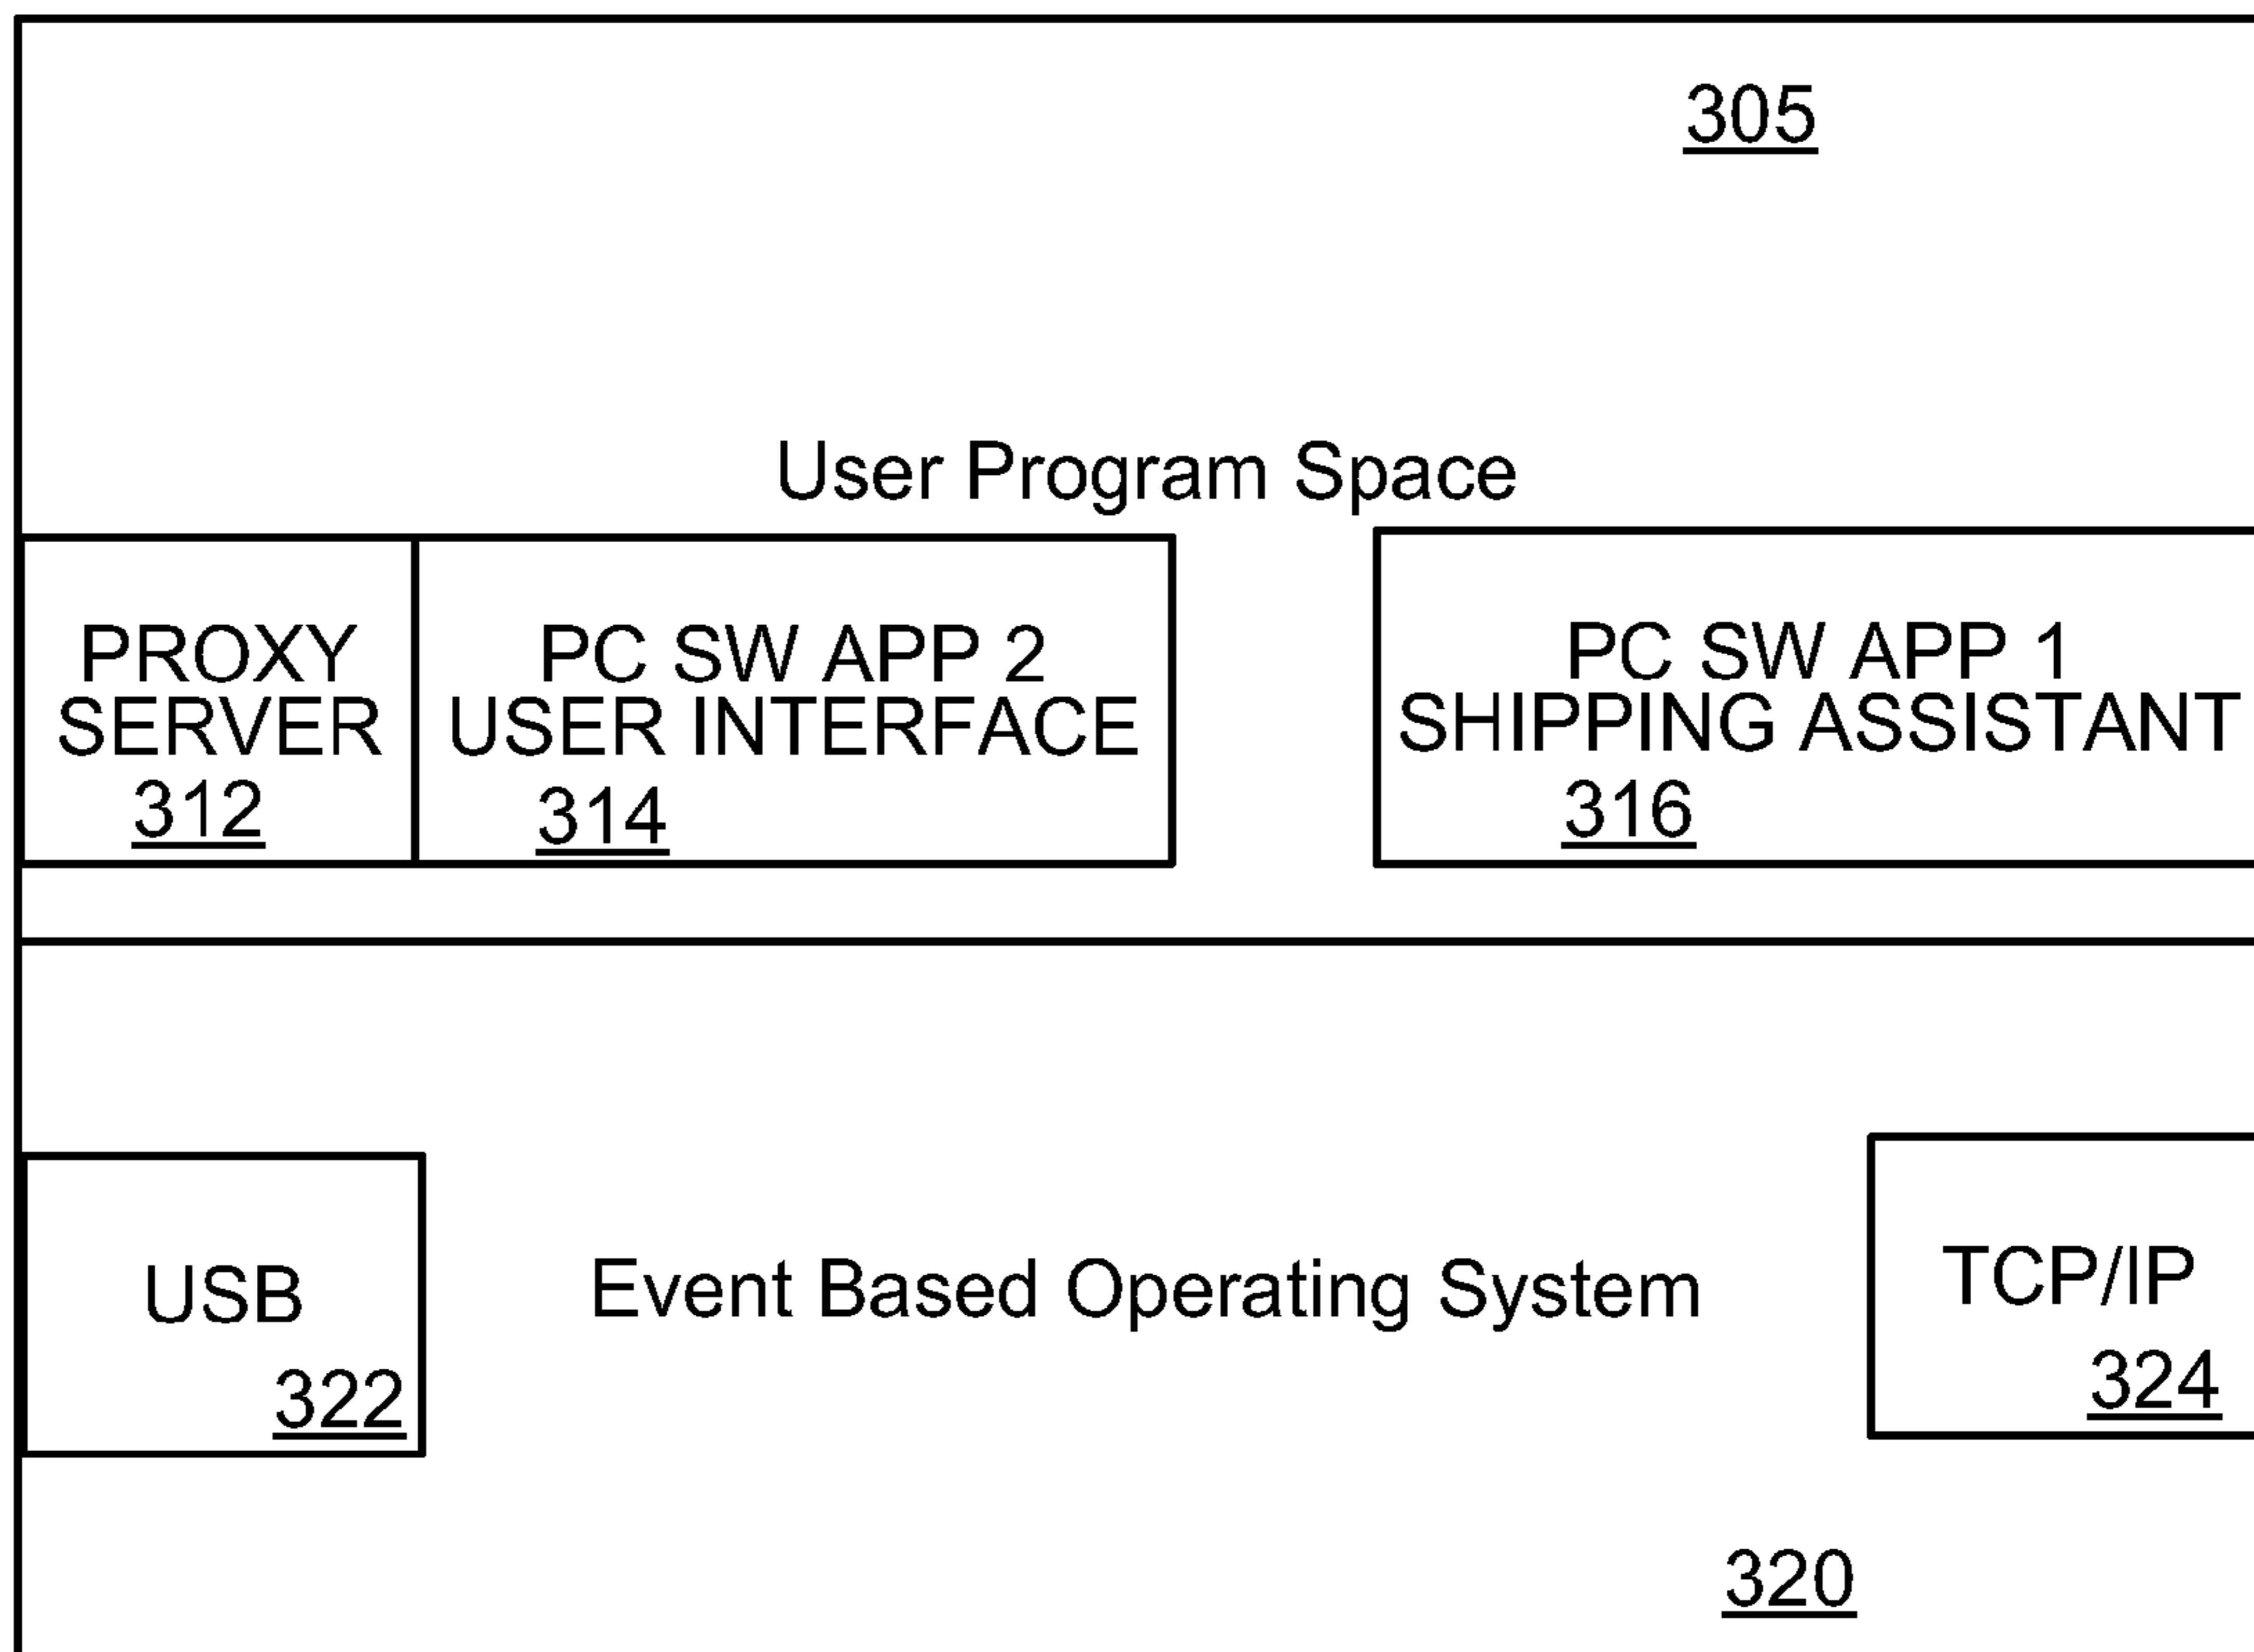 305
User Program Space
PROXY
SERVER
312
PC SW APP 2
USER INTERFACE
314
PC SW APP 1
SHIPPING ASSISTANT
316
USB
322
Event Based Operating System
TCP/IP
324
320